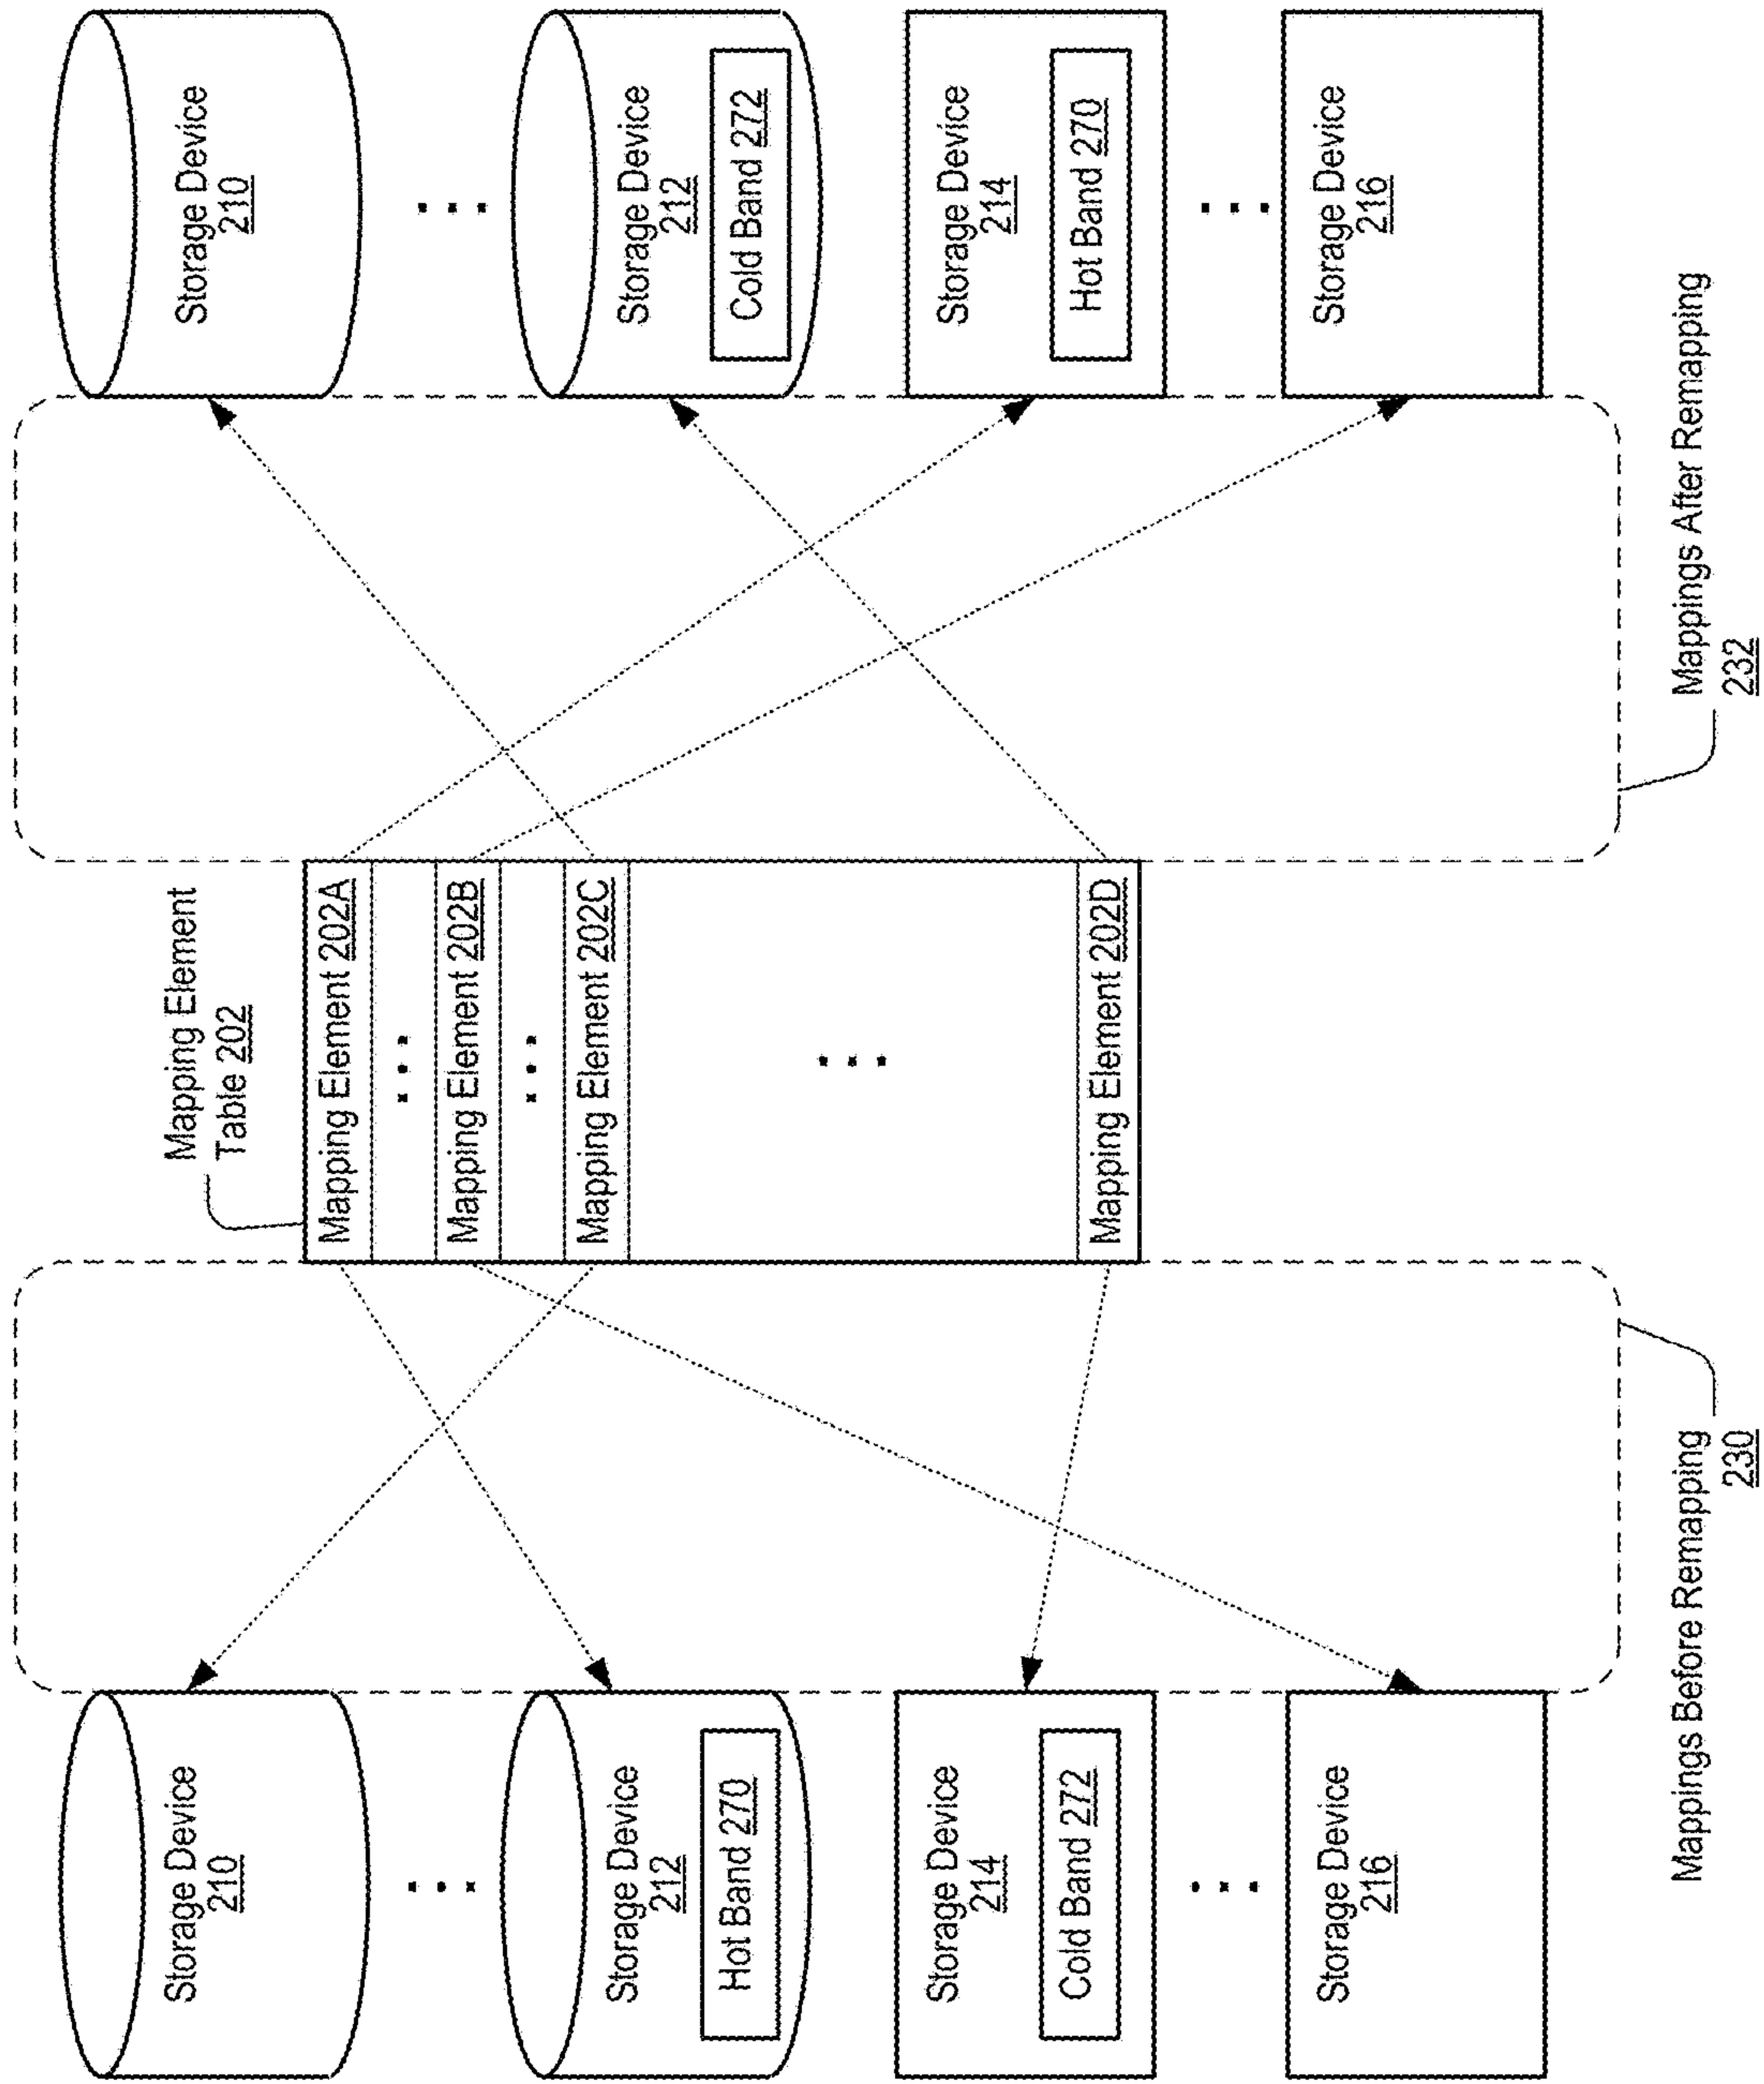 Storage Device
210
Storage Device
212
Hot Band 270
Storage Device
214
Cold Band 272
Storage Device
216
Mappings Before Remapping
230
Mapping Element
Table 202
Mapping Element 202A
Mapping Element 202B
Mapping Element 202C
Mapping Element 202D
Storage Device
210
Storage Device
212
Cold Band 272
Storage Device
214
Hot Band 270
Storage Device
216
Mappings After Remapping
232